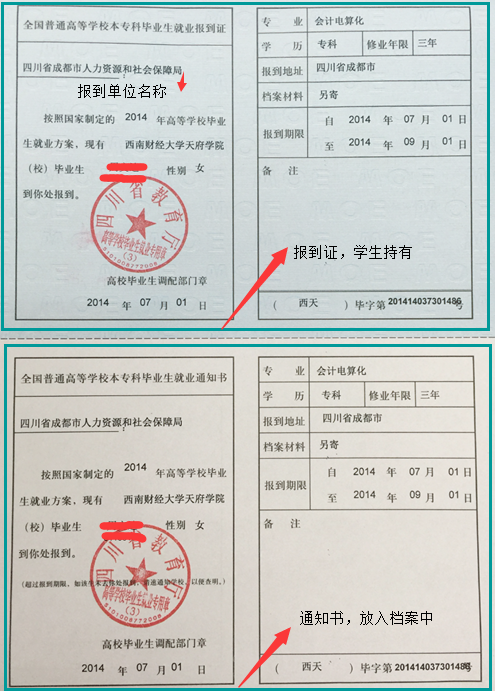 全国普通高等学校本专科毕业生就业报到证
四川省成都市人力资源和社会保障局
报到单位名称
按照国家制定的 2014 年高等学校毕业
生就业方案，现有 西南财经大学天府学院
（校）毕业生 性别 女
到你处报到。
四川省教育厅
高等学校毕业生就业专用章
（3）
5101008772008
高校毕业生调配部门章
2014 年 07 月 01 日
专 业 会计电算化
学 历 专科 修业年限 三年
报到地址 四川省成都市
档案材料 另寄
报到期限 自 2014 年 07 月 01 日
至 2014 年 09 月 01 日
备 注
报到证，学生持有
（ 西天 ）毕字第 201414037301486 号
全国普通高等学校本专科毕业生就业通知书
四川省成都市人力资源和社会保障局
按照国家制定的 2014 年高等学校毕业
生就业方案，现有 西南财经大学天府学院
（校）毕业生 性别 女
到你处报到。
（超过报到期限，如该生未去你处报到，请速通知学校，以便查明。）
四川省教育厅
高等学校毕业生就业专用章
（3）
5101008772008
高校毕业生调配部门章
2014 年 07 月 01 日
专 业 会计电算化
学 历 专科 修业年限 三年
报到地址 四川省成都市
档案材料 另寄
报到期限 自 2014 年 07 月 01 日
至 2014 年 09 月 01 日
备 注
通知书，放入档案中
（ 西天 ）毕字第 201414037301486 号